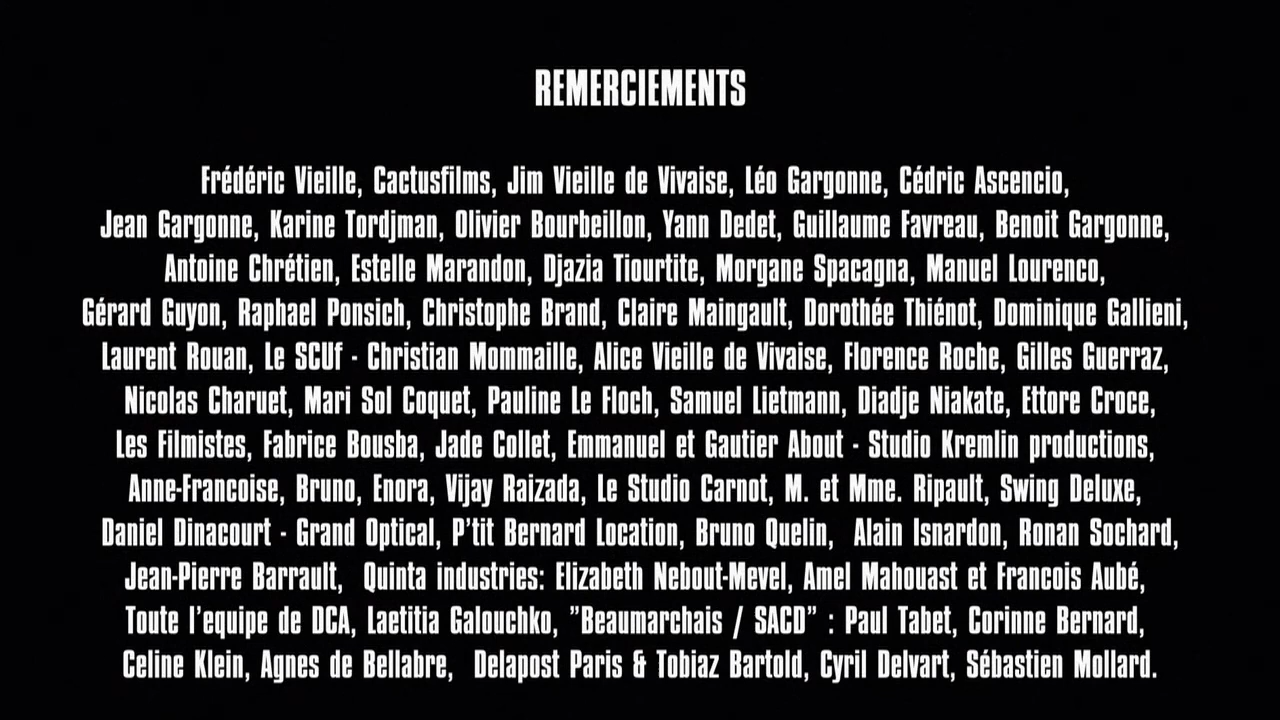 REMERCIEMENTS
Frédéric Vieille, Cactusfilms, Jim Vieille de Vivaise, Léo Gargonne, Cédric Ascencio,
Jean Gargonne, Karine Tordjman, Olivier Bourbeillon, Yann Dedet, Guillaume Favreau, Benoit Gargonne,
Antoine Chrétien, Estelle Marandon, Djazia Tiourtite, Morgane Spacagna, Manuel Lourenco,
Gérard Guyon, Raphael Ponsich, Christophe Brand, Claire Maingault, Dorothée Thiénot, Dominique Gallieni,
Laurent Rouan, Le SCUf - Christian Mommaille, Alice Vieille de Vivaise, Florence Roche, Gilles Guerraz,
Nicolas Charuet, Mari Sol Coquet, Pauline Le Floch, Samuel Lietmann, Diadje Niakate, Ettore Croce,
Les Filmistes, Fabrice Bousba, Jade Collet, Emmanuel et Gautier About - Studio Kremlin productions,
Anne-Francoise, Bruno, Enora, Vijay Raizada, Le Studio Carnot, M. et Mme. Ripault, Swing Deluxe,
Daniel Dinacourt - Grand Optical, P'tit Bernard Location, Bruno Quelin,  Alain Isnardon, Ronan Sochard,
Jean-Pierre Barrault,  Quinta industries: Elizabeth Nebout-Mevel, Amel Mahouast et Francois Aubé,
Toute l'equipe de DCA, Laetitia Galouchko, ”Beaumarchais / SACD” : Paul Tabet, Corinne Bernard,
Celine Klein, Agnes de Bellabre,  Delapost Paris & Tobiaz Bartold, Cyril Delvart, Sébastien Mollard.